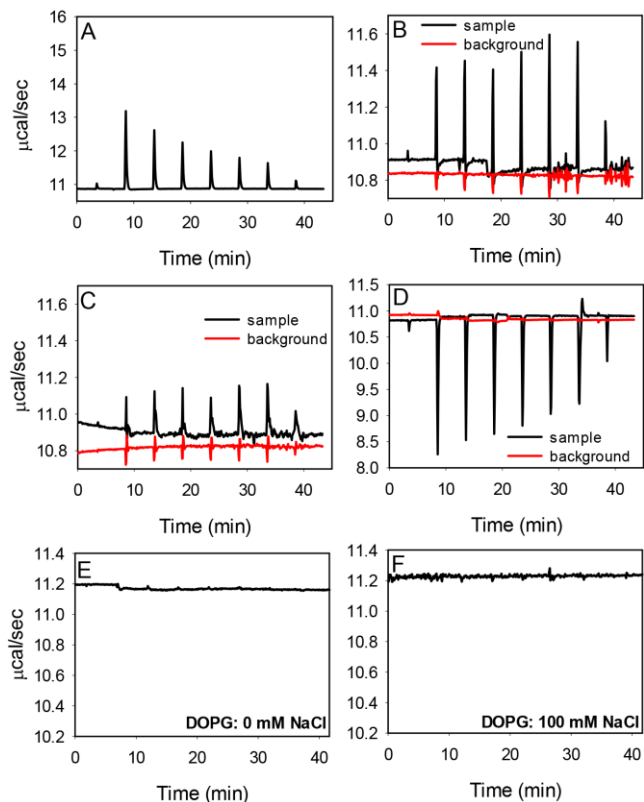 A
16
15
14
13
12
11
μcal/sec
0 10 20 30 40
Time (min)
B
sample
background
11.6
11.4
11.2
11.0
10.8
0 10 20 30 40
Time (min)
C
sample
background
11.6
11.4
11.2
11.0
10.8
μcal/sec
0 10 20 30 40
Time (min)
D
11.5
11.0
10.5
10.0
9.5
9.0
8.5
8.0
sample
background
0 10 20 30 40
Time (min)
E
11.4
11.2
11.0
10.8
10.6
10.4
10.2
μcal/sec
DOPG: 0 mM NaCl
0 10 20 30 40
Time (min)
F
11.4
11.2
11.0
10.8
10.6
10.4
10.2
DOPG: 100 mM NaCl
0 10 20 30 40
Time (min)